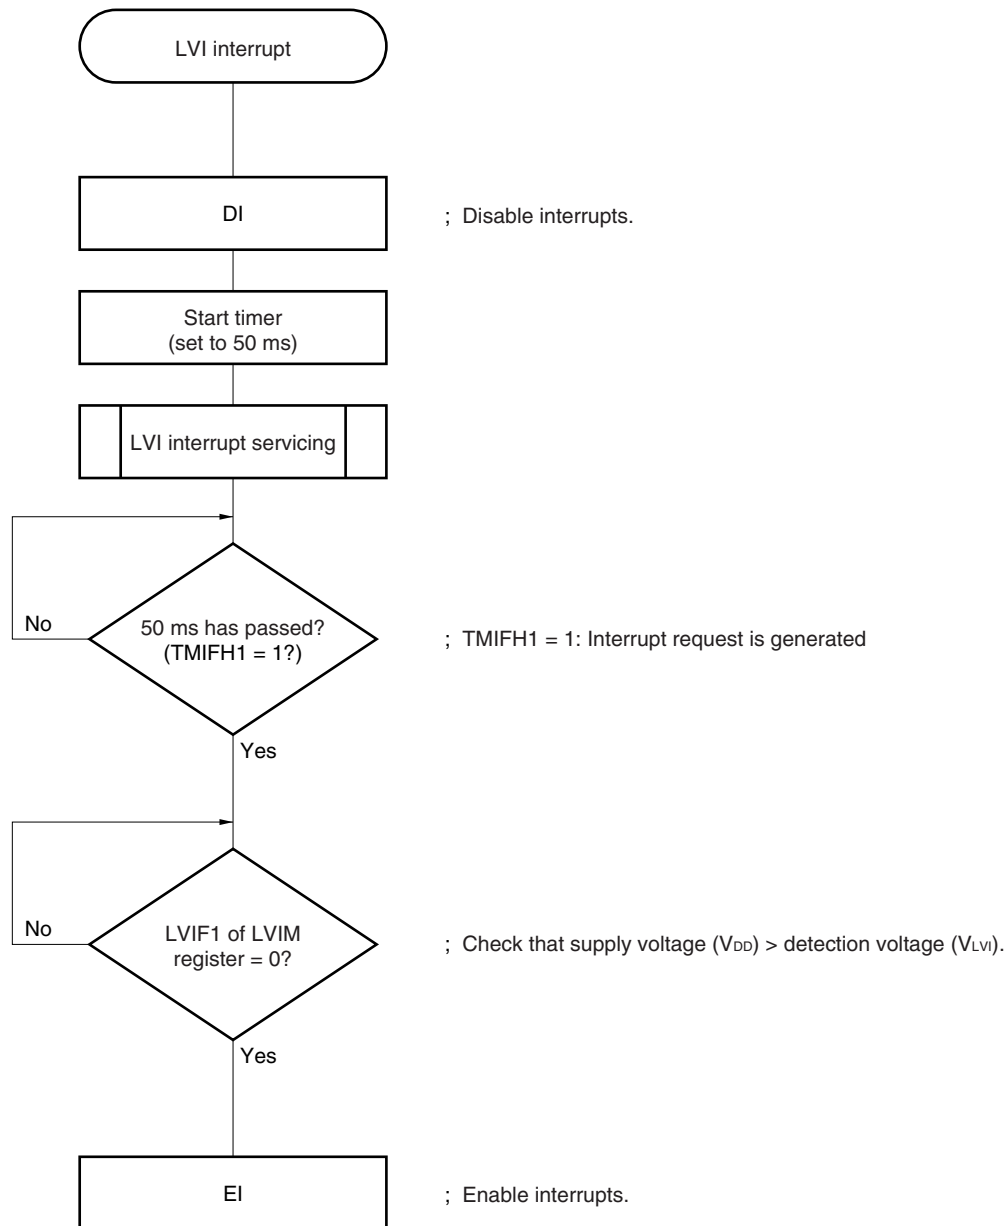 LVI interrupt
DI
; Disable interrupts.
Start timer
(set to 50 ms)
LVI interrupt servicing
No
50 ms has passed?
(TMIFH1 = 1?)
; TMIFH1 = 1: Interrupt request is generated
Yes
No
LVIF1 of LVIM
register = 0?
; Check that supply voltage (VDD) > detection voltage (VLVI).
Yes
EI
; Enable interrupts.